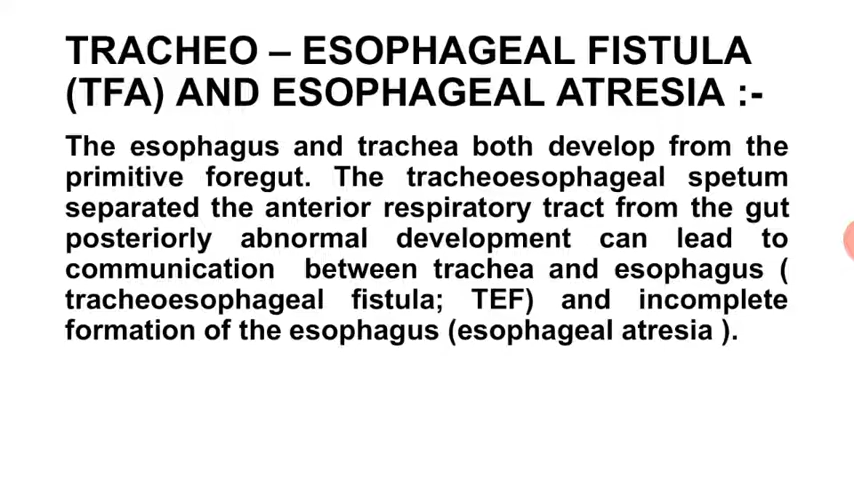 TRACHEO – ESOPHAGEAL FISTULA
(TFA) AND ESOPHAGEAL ATRESIA :-
The esophagus and trachea both develop from the
primitive foregut. The tracheoesophageal spetum
separated the anterior respiratory tract from the gut
posteriorly abnormal development can lead to
communication between trachea and esophagus (
tracheoesophageal fistula; TEF) and incomplete
formation of the esophagus (esophageal atresia ).